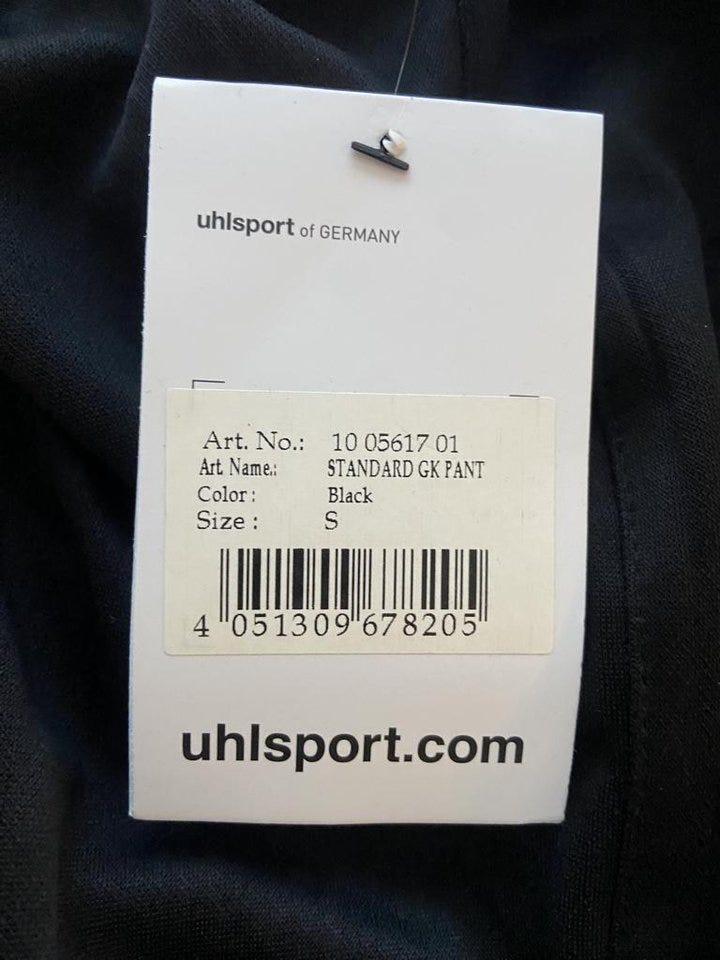 uhlsport of GERMANY
Art. No.: 10 05617 01
Art. Name.: STANDARD GK PANT
Color : Black
Size : S
4 051309 678205
uhlsport.com